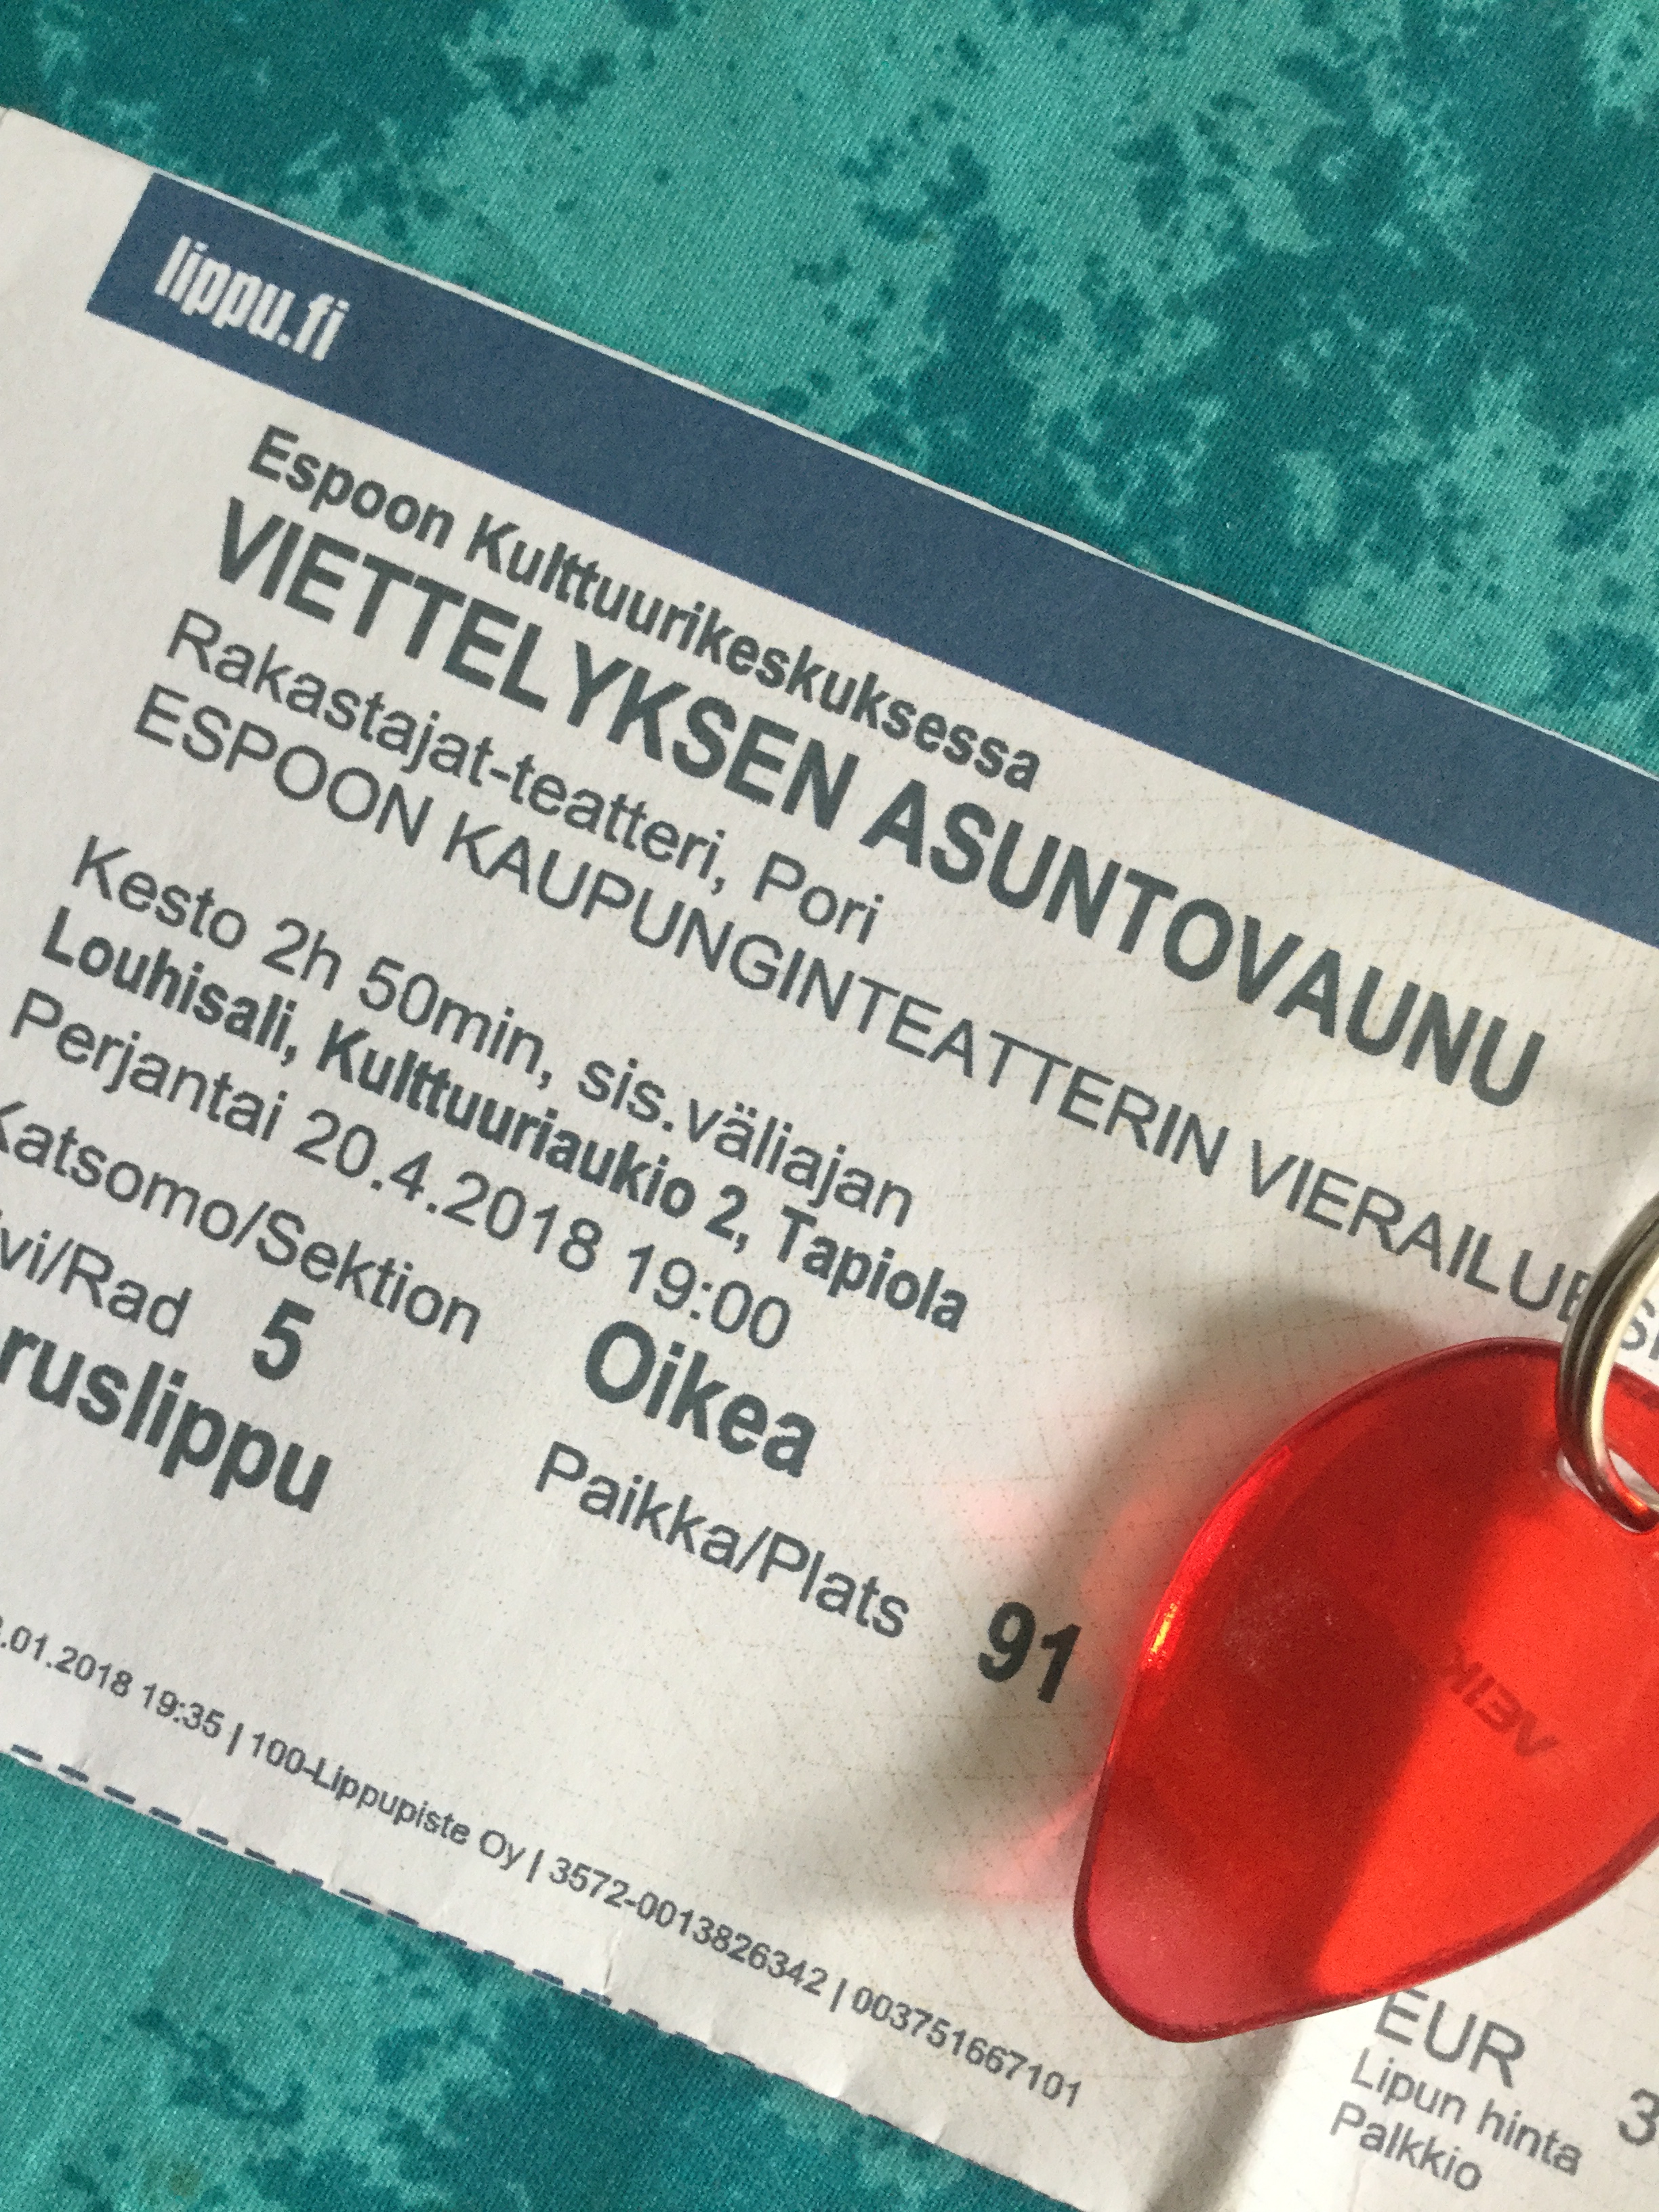 lippu.fi
Espoon Kulttuurikeskuksessa
VIETTELYKSEN ASUNTOVAUNU
Rakastajat-teatteri, Pori
ESPOON KAUPUNGINTEATTERIN
Kesto 2h 50min, sis.väliajan
Louhisali, Kulttuuriaukio 2, Tapiola
Perjantai 20.4.2018 19:00
Katsomo/Sektion Oikea
vi/Rad 5 Paikka/Plats 91
ruslippu
.01.2018 19:35 | 100-Lippupiste Oy | 3572-0013826342 | 003751667101
EUR
Lipun hinta
Palkkio